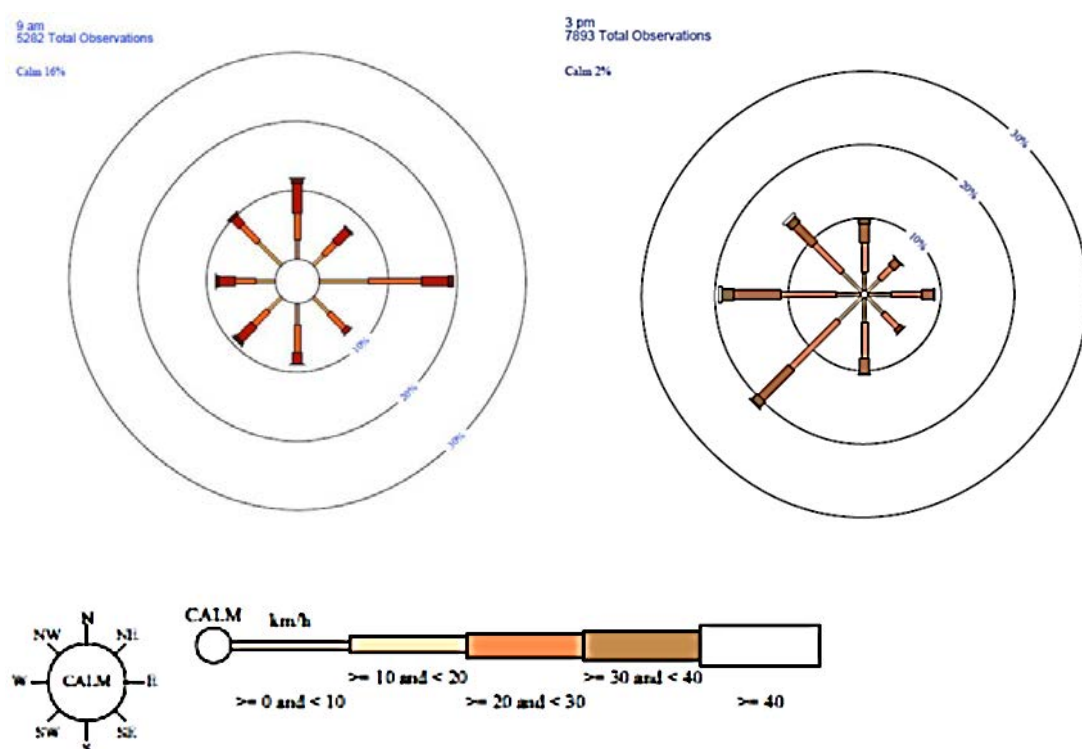 9 am
5282 Total Observations
Calm 16%
10%
20%
30%
3 pm
7893 Total Observations
Calm 2%
30%
20%
10%
N
NW
NE
W
CALM
E
SW
SE
S
CALM
km/h
>= 10 and < 20
>= 30 and < 40
>= 0 and < 10
>= 20 and < 30
>= 40